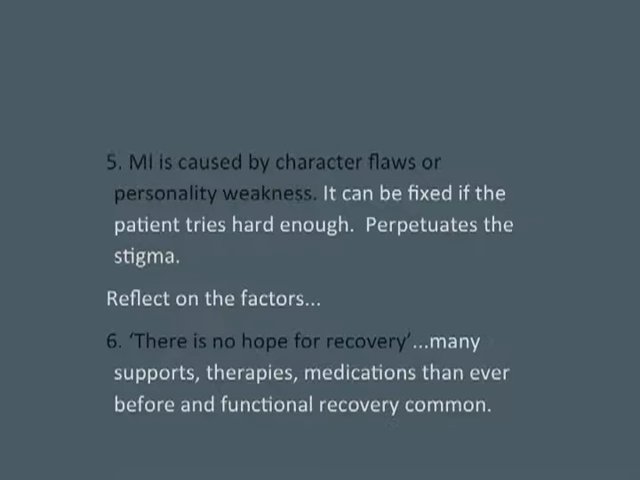 5. MI is caused by character flaws or
personality weakness. It can be fixed if the
patient tries hard enough.  Perpetuates the
stigma.
Reflect on the factors...
6. ‘There is no hope for recovery’...many
supports, therapies, medications than ever
before and functional recovery common.